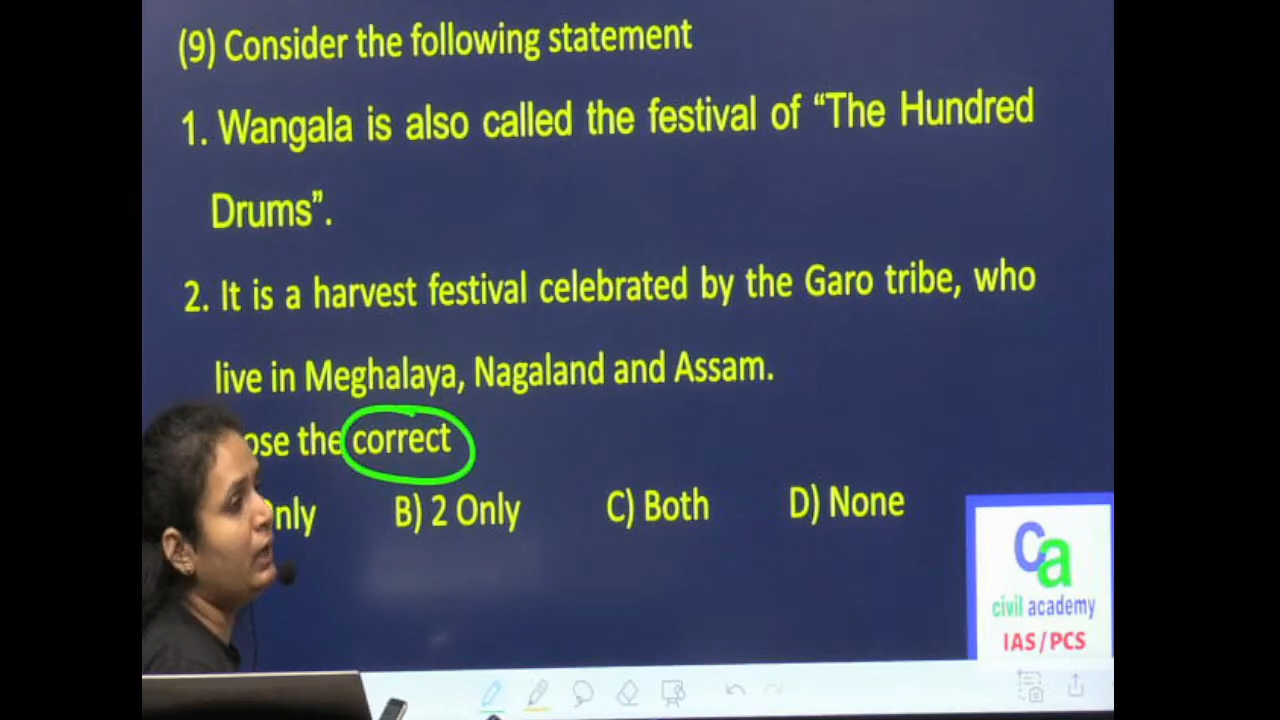 (9) Consider the following statement
1. Wangala is also called the festival of “The Hundred
Drums”.
2. It is a harvest festival celebrated by the Garo tribe, who
live in Meghalaya, Nagaland and Assam.
ose the correct
nly B) 2 Only C) Both D) None
ca
civil academy
IAS/PCS